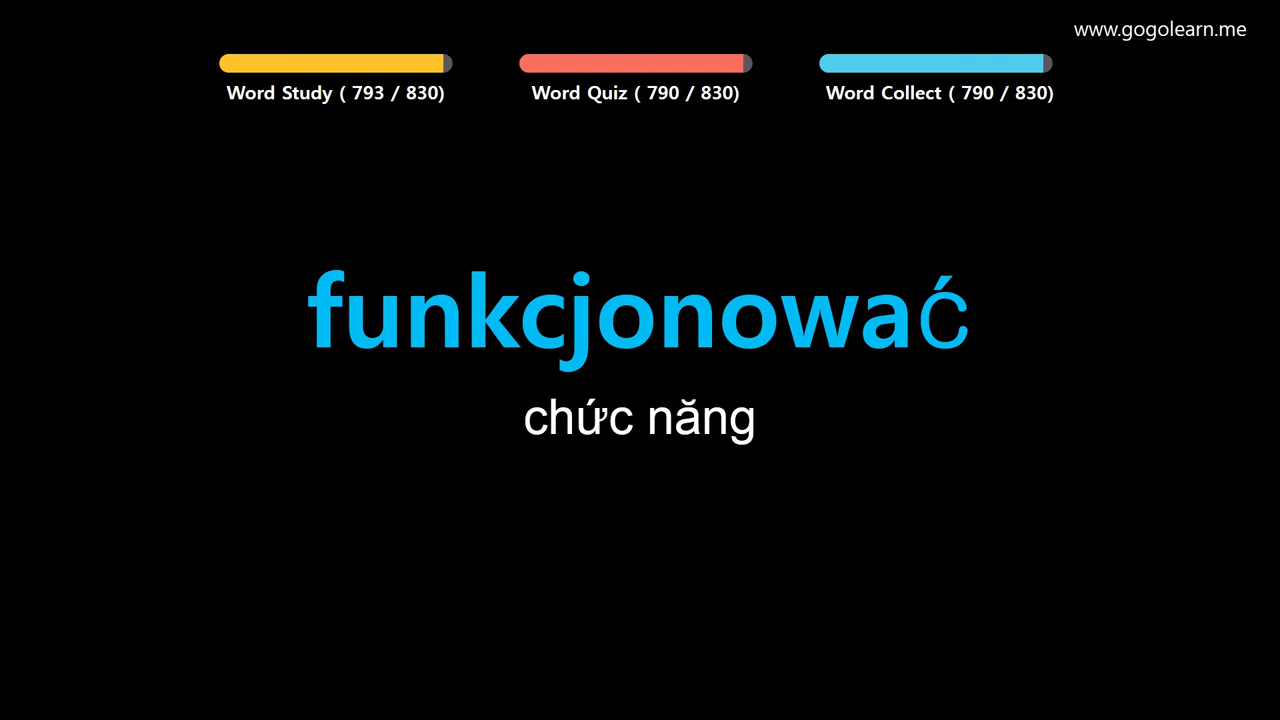 www.gogolearn.me
Word Study ( 793 / 830)
Word Quiz ( 790 / 830)
Word Collect ( 790 / 830)
funkcjonować
chức năng